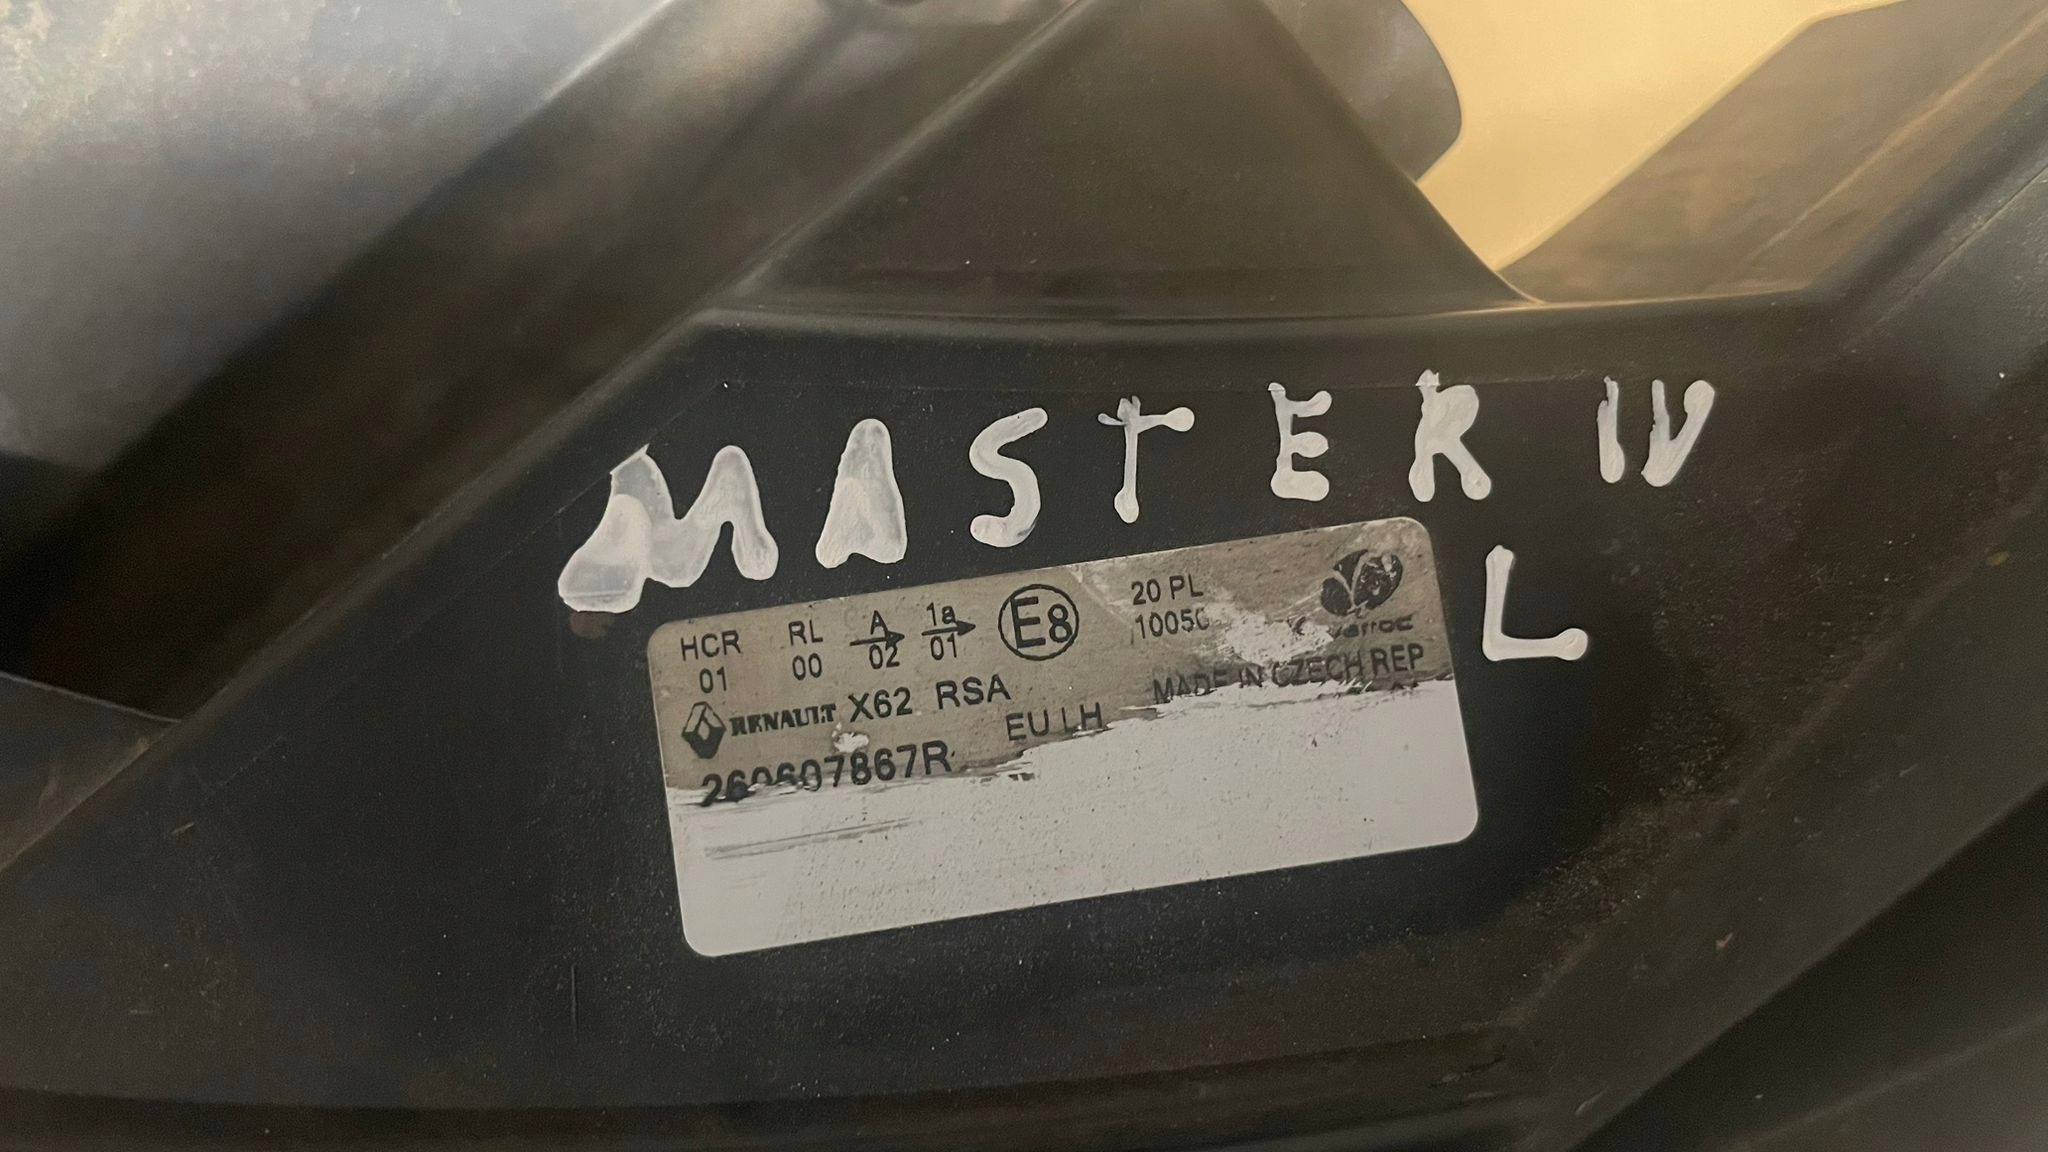 MASTER IV
L
HCR RL A 1a E8 20 PL
01 00 02 01 10050
varroc
MADE IN CZECH REP
RENAULT X62 RSA
EU LH
260607867R